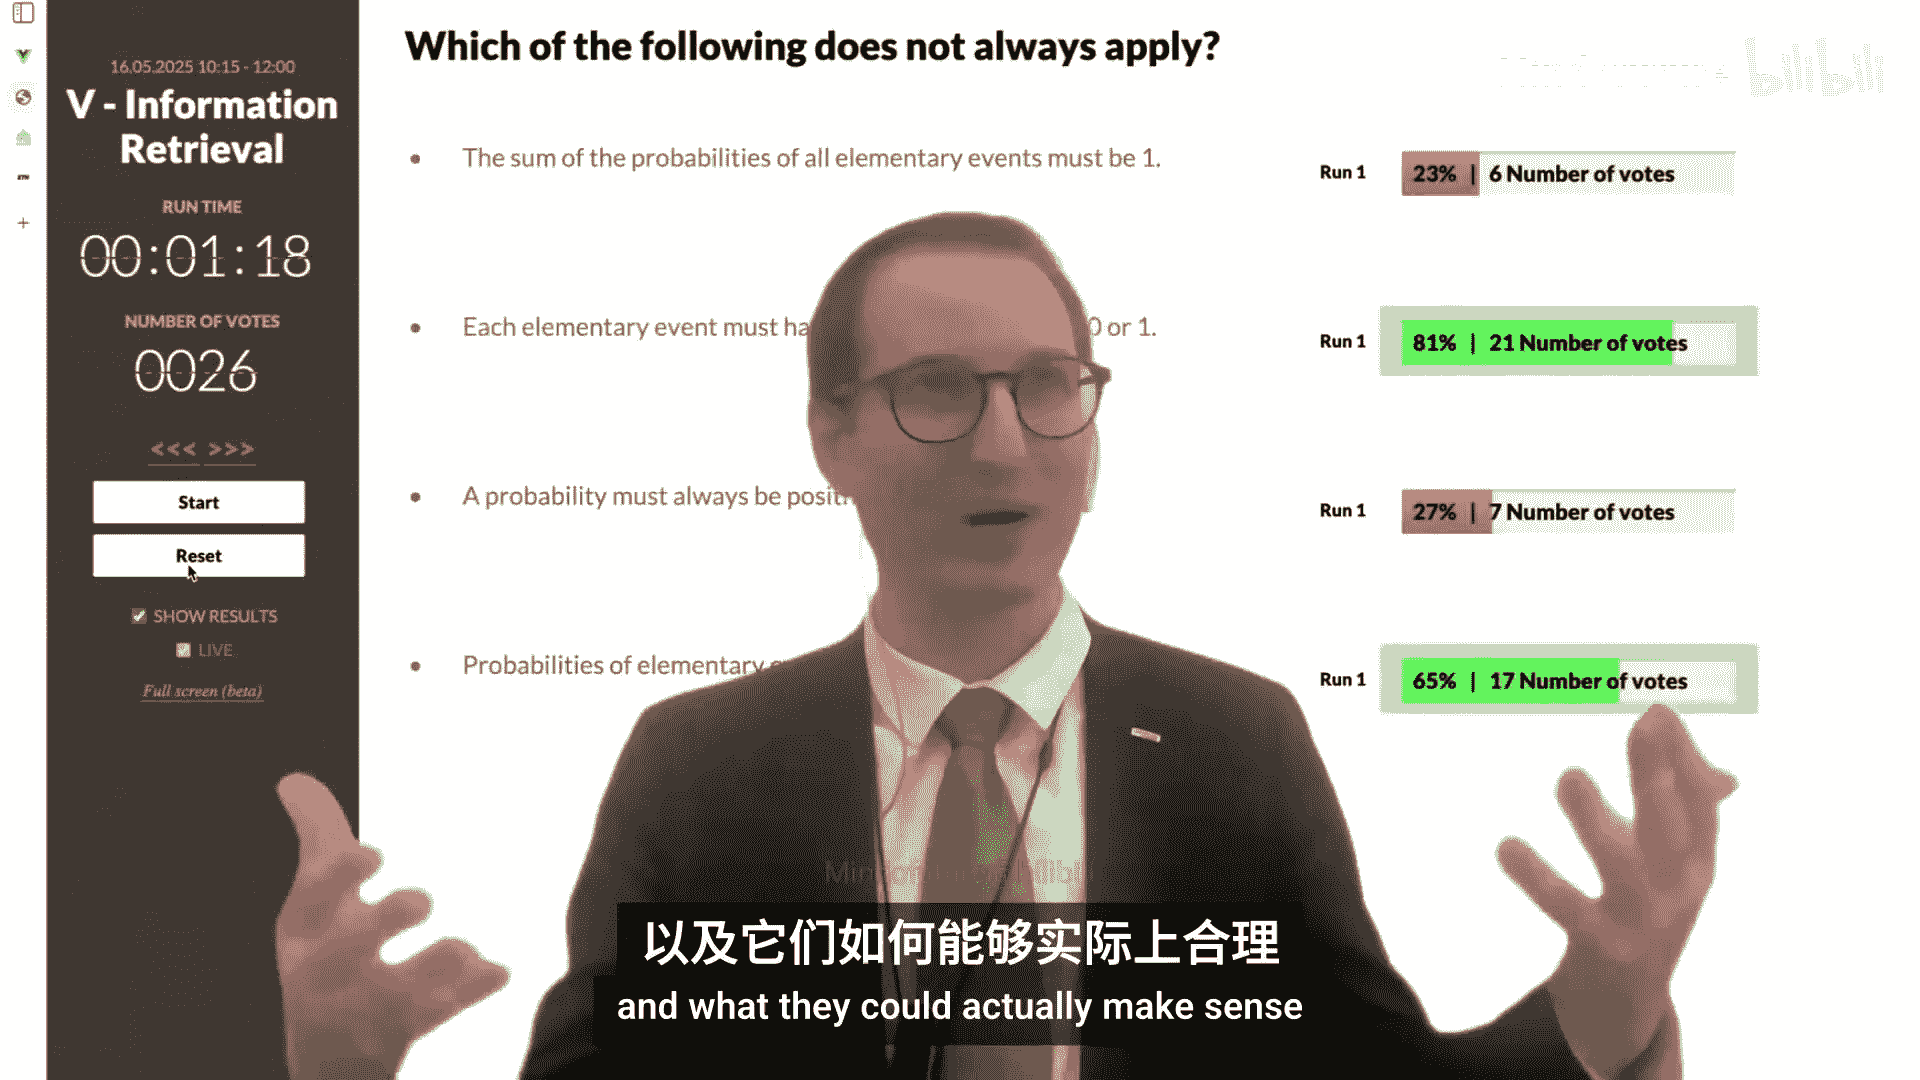 16.05.2025 10:15 - 12:00
V - Information
Retrieval
RUN TIME
00:01:18
NUMBER OF VOTES
0026
<<< >>>
Start
Reset
SHOW RESULTS
LIVE
Full screen (beta)
Which of the following does not always apply?
The sum of the probabilities of all elementary events must be 1.
Run 1
23% | 6 Number of votes
Each elementary event must ha 0 or 1.
Run 1
81% | 21 Number of votes
A probability must always be
Run 1
27% | 7 Number of votes
Probabilities of elementary
Run 1
65% | 17 Number of votes
bilibili
以及它们如何能够实际上合理
and what they could actually make sense